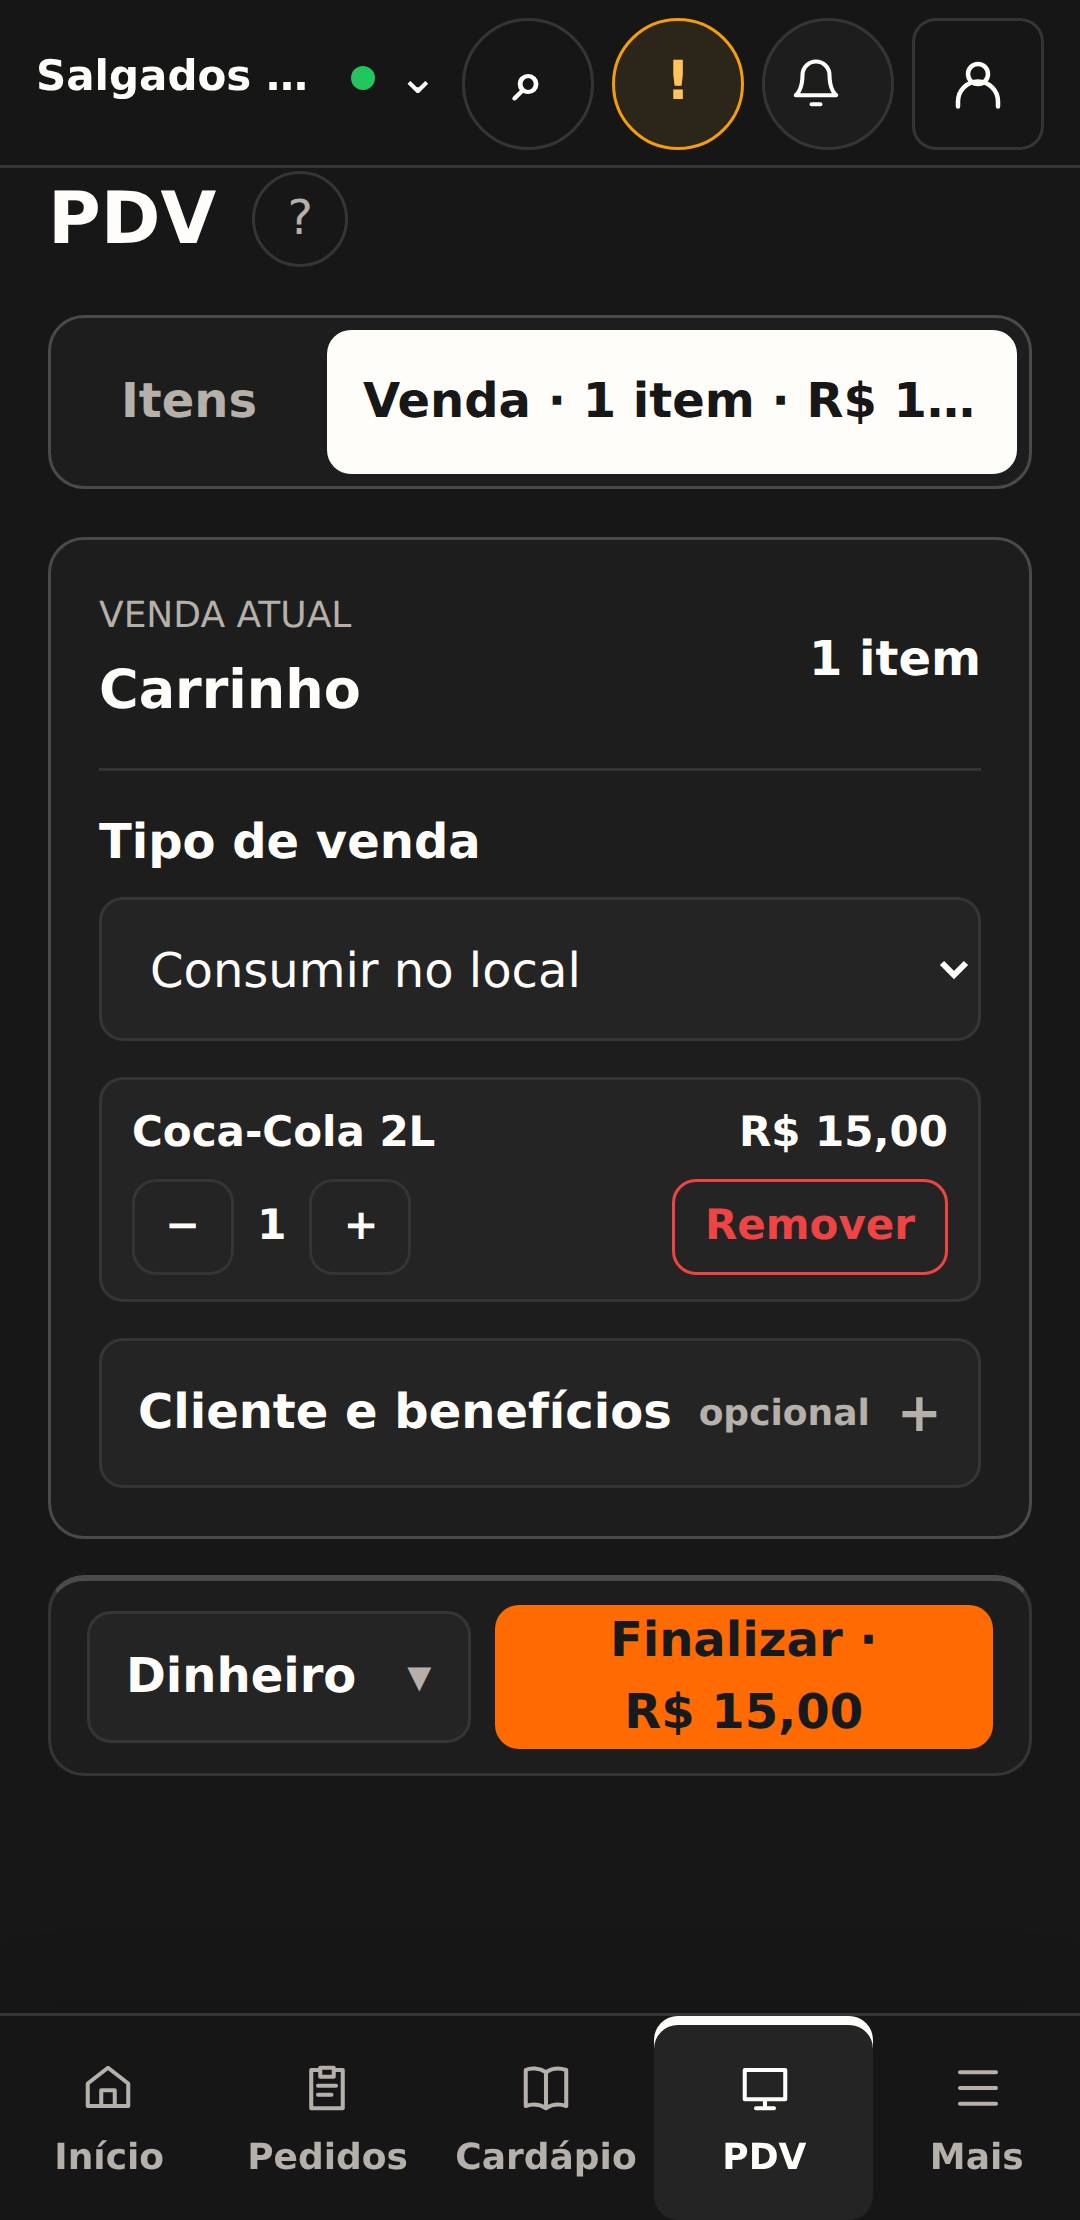 Salgados ...
!
PDV ?
Itens
Venda · 1 item · R$ 1...
VENDA ATUAL
Carrinho
1 item
Tipo de venda
Consumir no local
Coca-Cola 2L
R$ 15,00
− 1 +
Remover
Cliente e benefícios opcional +
Dinheiro
Finalizar ·
R$ 15,00
Início
Pedidos
Cardápio
PDV
Mais